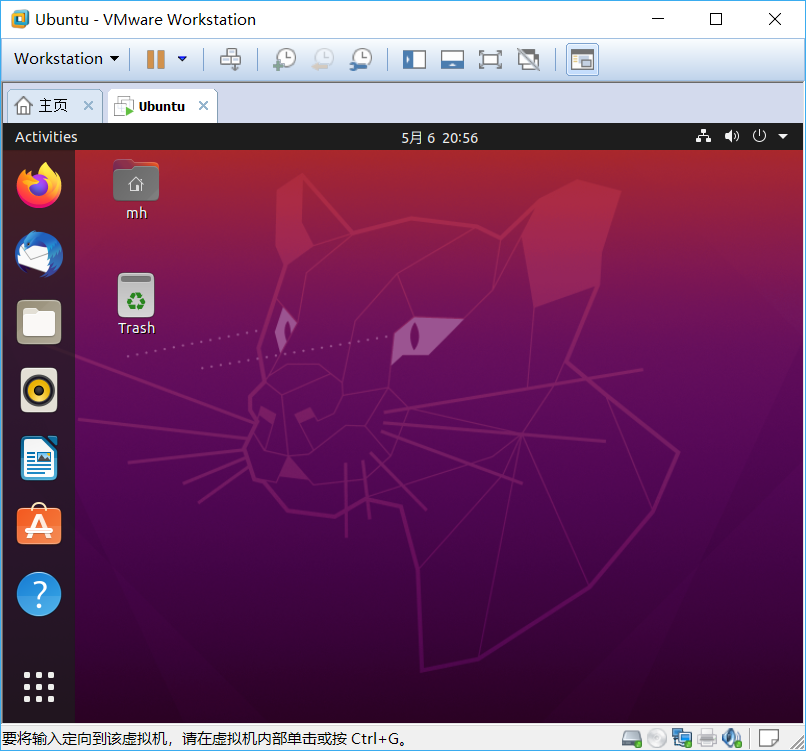 Ubuntu - VMware Workstation
Workstation
主页
Ubuntu
Activities
5月 6 20:56
mh
Trash
要将输入定向到该虚拟机，请在虚拟机内部单击或按 Ctrl+G。